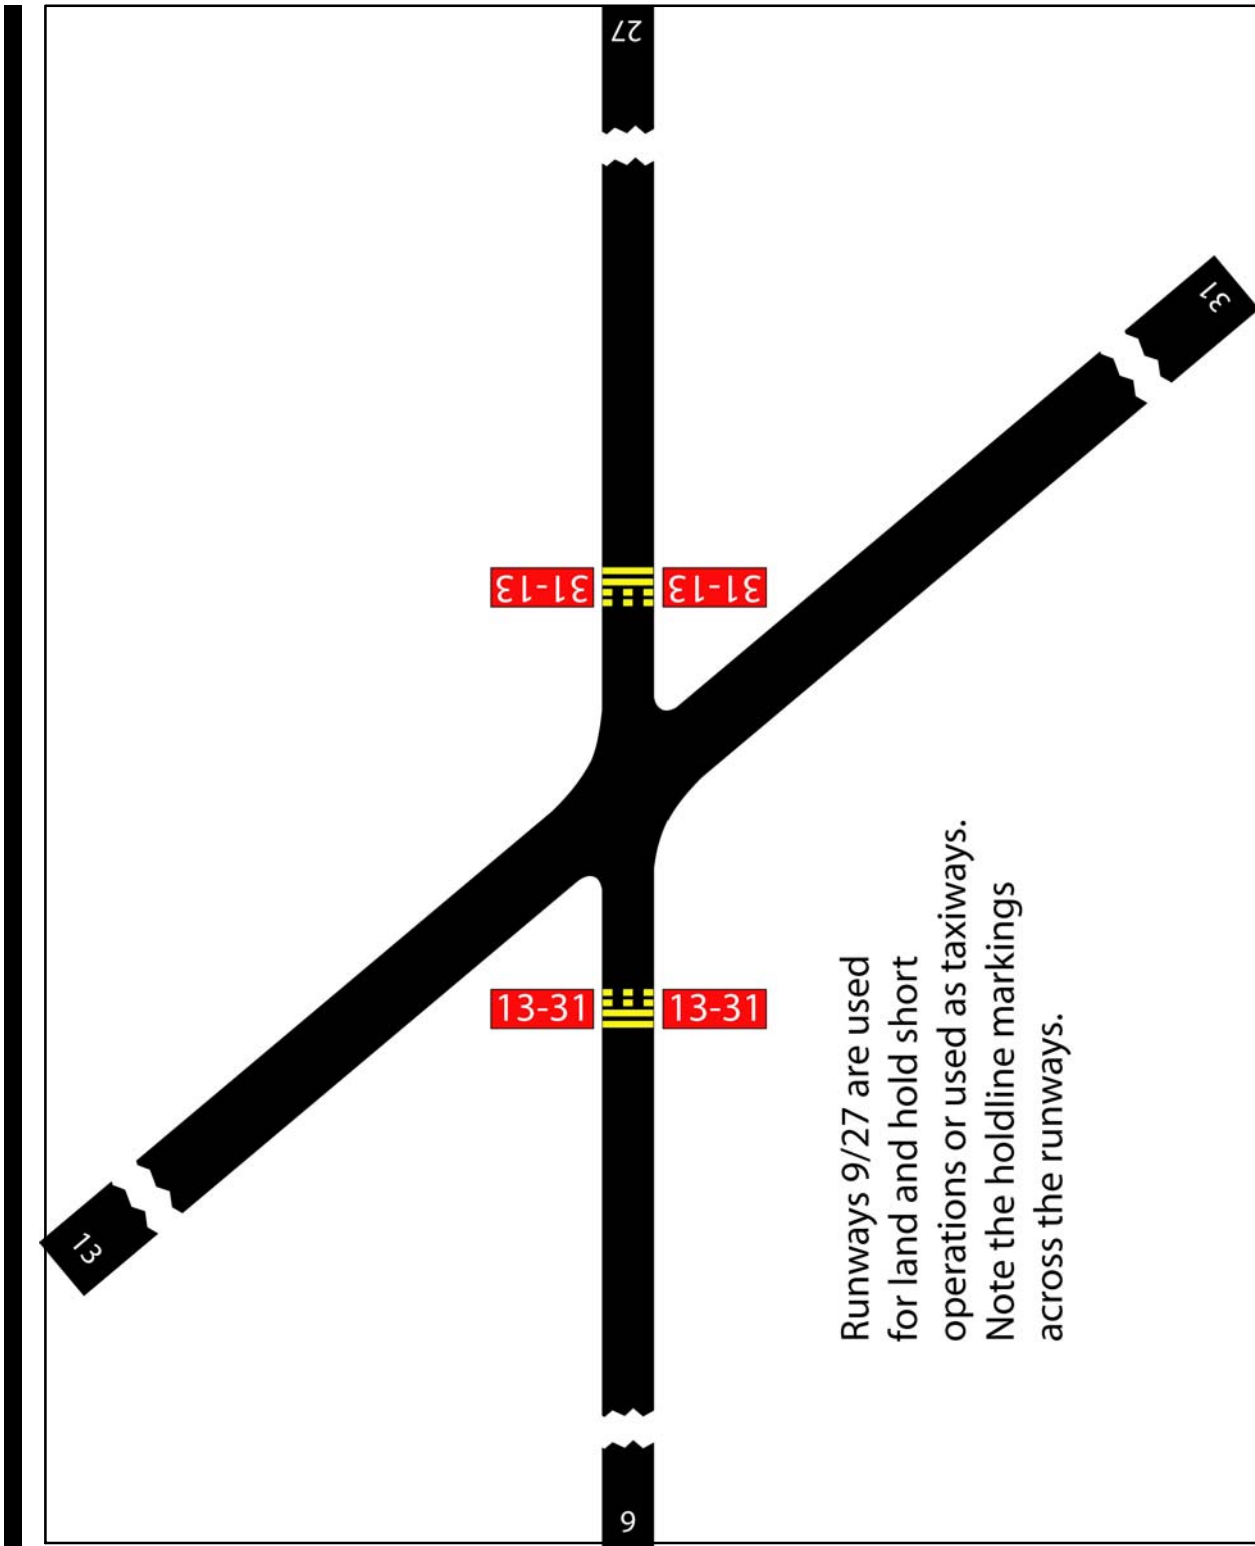 27
31
31-13
31-13
13-31
13-31
13
9
Runways 9/27 are used
for land and hold short
operations or used as taxiways.
Note the holdline markings
across the runways.